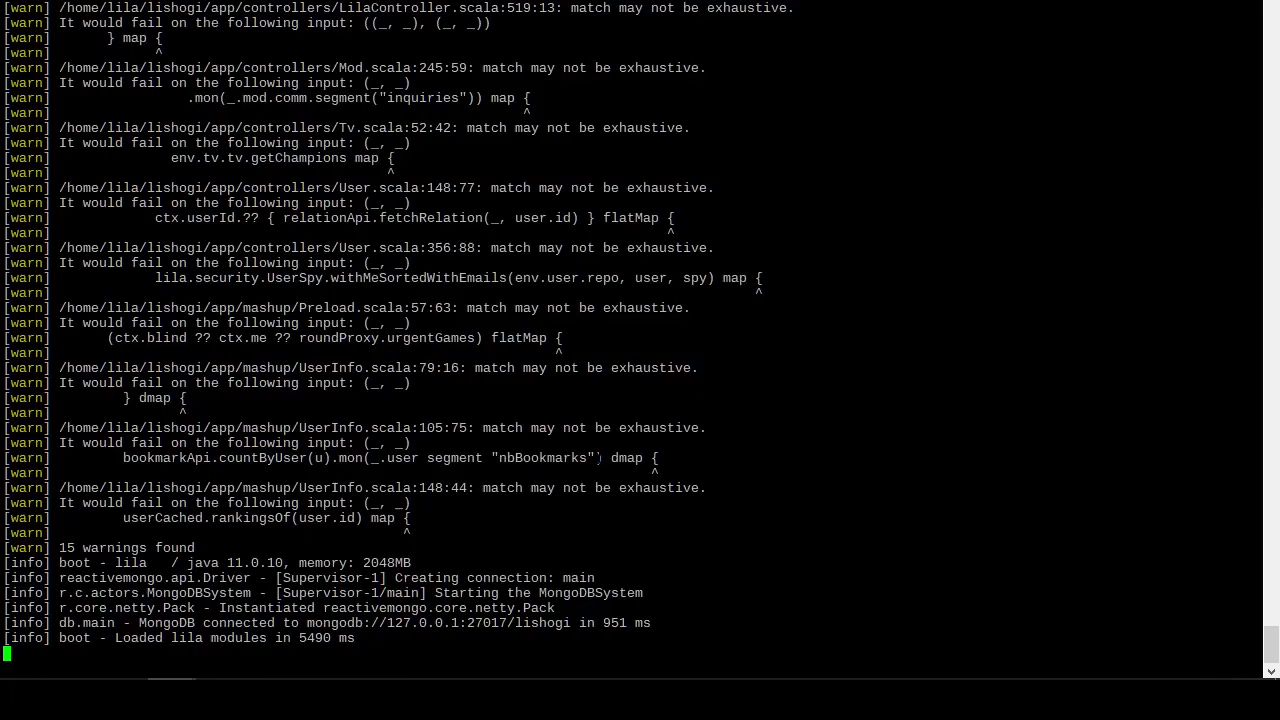 [warn] /home/lila/lishogi/app/controllers/LilaController.scala:519:13: match may not be exhaustive.
[warn] It would fail on the following input: ((_, _), (_, _))
[warn]       } map {
[warn]             ^
[warn] /home/lila/lishogi/app/controllers/Mod.scala:245:59: match may not be exhaustive.
[warn] It would fail on the following input: (_, _)
[warn]                 .mon(_.mod.comm.segment("inquiries")) map {
[warn]                                                           ^
[warn] /home/lila/lishogi/app/controllers/Tv.scala:52:42: match may not be exhaustive.
[warn] It would fail on the following input: (_, _)
[warn]               env.tv.tv.getChampions map {
[warn]                                          ^
[warn] /home/lila/lishogi/app/controllers/User.scala:148:77: match may not be exhaustive.
[warn] It would fail on the following input: (_, _)
[warn]             ctx.userId.?? { relationApi.fetchRelation(_, user.id) } flatMap {
[warn]                                                                             ^
[warn] /home/lila/lishogi/app/controllers/User.scala:356:88: match may not be exhaustive.
[warn] It would fail on the following input: (_, _)
[warn]             lila.security.UserSpy.withMeSortedWithEmails(env.user.repo, user, spy) map {
[warn]                                                                                        ^
[warn] /home/lila/lishogi/app/mashup/Preload.scala:57:63: match may not be exhaustive.
[warn] It would fail on the following input: (_, _)
[warn]       (ctx.blind ?? ctx.me ?? roundProxy.urgentGames) flatMap {
[warn]                                                               ^
[warn] /home/lila/lishogi/app/mashup/UserInfo.scala:79:16: match may not be exhaustive.
[warn] It would fail on the following input: (_, _)
[warn]         } dmap {
[warn]                ^
[warn] /home/lila/lishogi/app/mashup/UserInfo.scala:105:75: match may not be exhaustive.
[warn] It would fail on the following input: (_, _)
[warn]         bookmarkApi.countByUser(u).mon(_.user segment "nbBookmarks") dmap {
[warn]                                                                           ^
[warn] /home/lila/lishogi/app/mashup/UserInfo.scala:148:44: match may not be exhaustive.
[warn] It would fail on the following input: (_, _)
[warn]         userCached.rankingsOf(user.id) map {
[warn]                                            ^
[warn] 15 warnings found
[info] boot - lila   / java 11.0.10, memory: 2048MB
[info] reactivemongo.api.Driver - [Supervisor-1] Creating connection: main
[info] r.c.actors.MongoDBSystem - [Supervisor-1/main] Starting the MongoDBSystem
[info] r.core.netty.Pack - Instantiated reactivemongo.core.netty.Pack
[info] db.main - MongoDB connected to mongodb://127.0.0.1:27017/lishogi in 951 ms
[info] boot - Loaded lila modules in 5490 ms